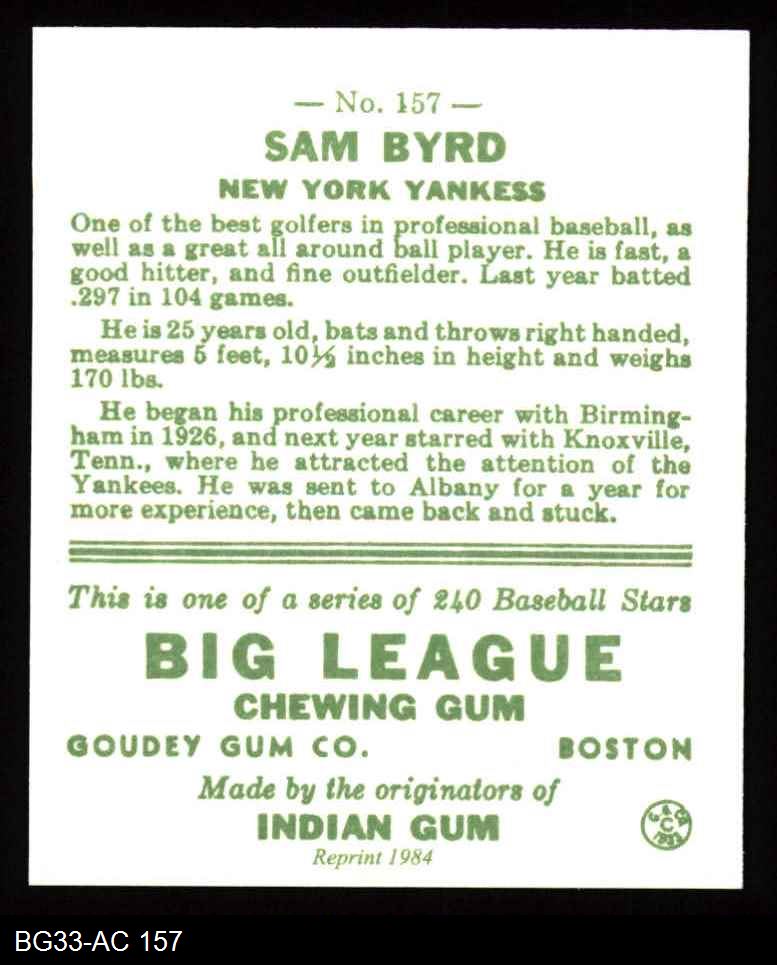 — No. 157 —
SAM BYRD
NEW YORK YANKESS
One of the best golfers in professional baseball, as
well as a great all around ball player. He is fast, a
good hitter, and fine outfielder. Last year batted
.297 in 104 games.
He is 25 years old, bats and throws right handed,
measures 5 feet, 10½ inches in height and weighs
170 lbs.
He began his professional career with Birming-
ham in 1926, and next year starred with Knoxville,
Tenn., where he attracted the attention of the
Yankees. He was sent to Albany for a year for
more experience, then came back and stuck.
This is one of a series of 240 Baseball Stars
BIG LEAGUE
CHEWING GUM
GOUDEY GUM CO. BOSTON
Made by the originators of
INDIAN GUM
Reprint 1984
C
BG33-AC 157